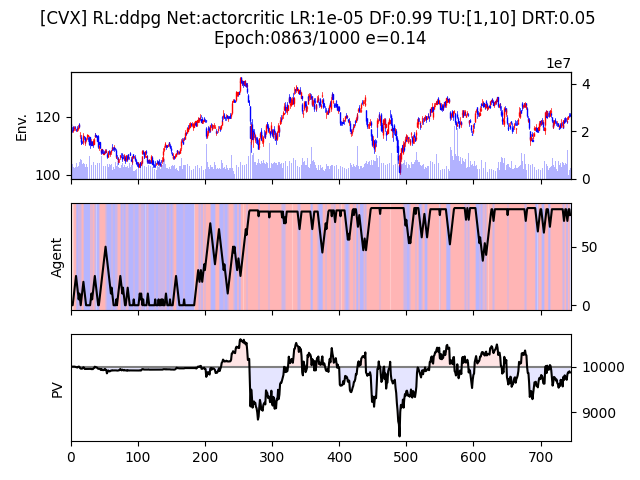 [CVX] RL:ddpg Net:actorcritic LR:1e-05 DF:0.99 TU:[1,10] DRT:0.05
Epoch:0863/1000 e=0.14
1e7
Env.
120
100
4
2
0
Agent
50
0
PV
10000
9000
0 100 200 300 400 500 600 700